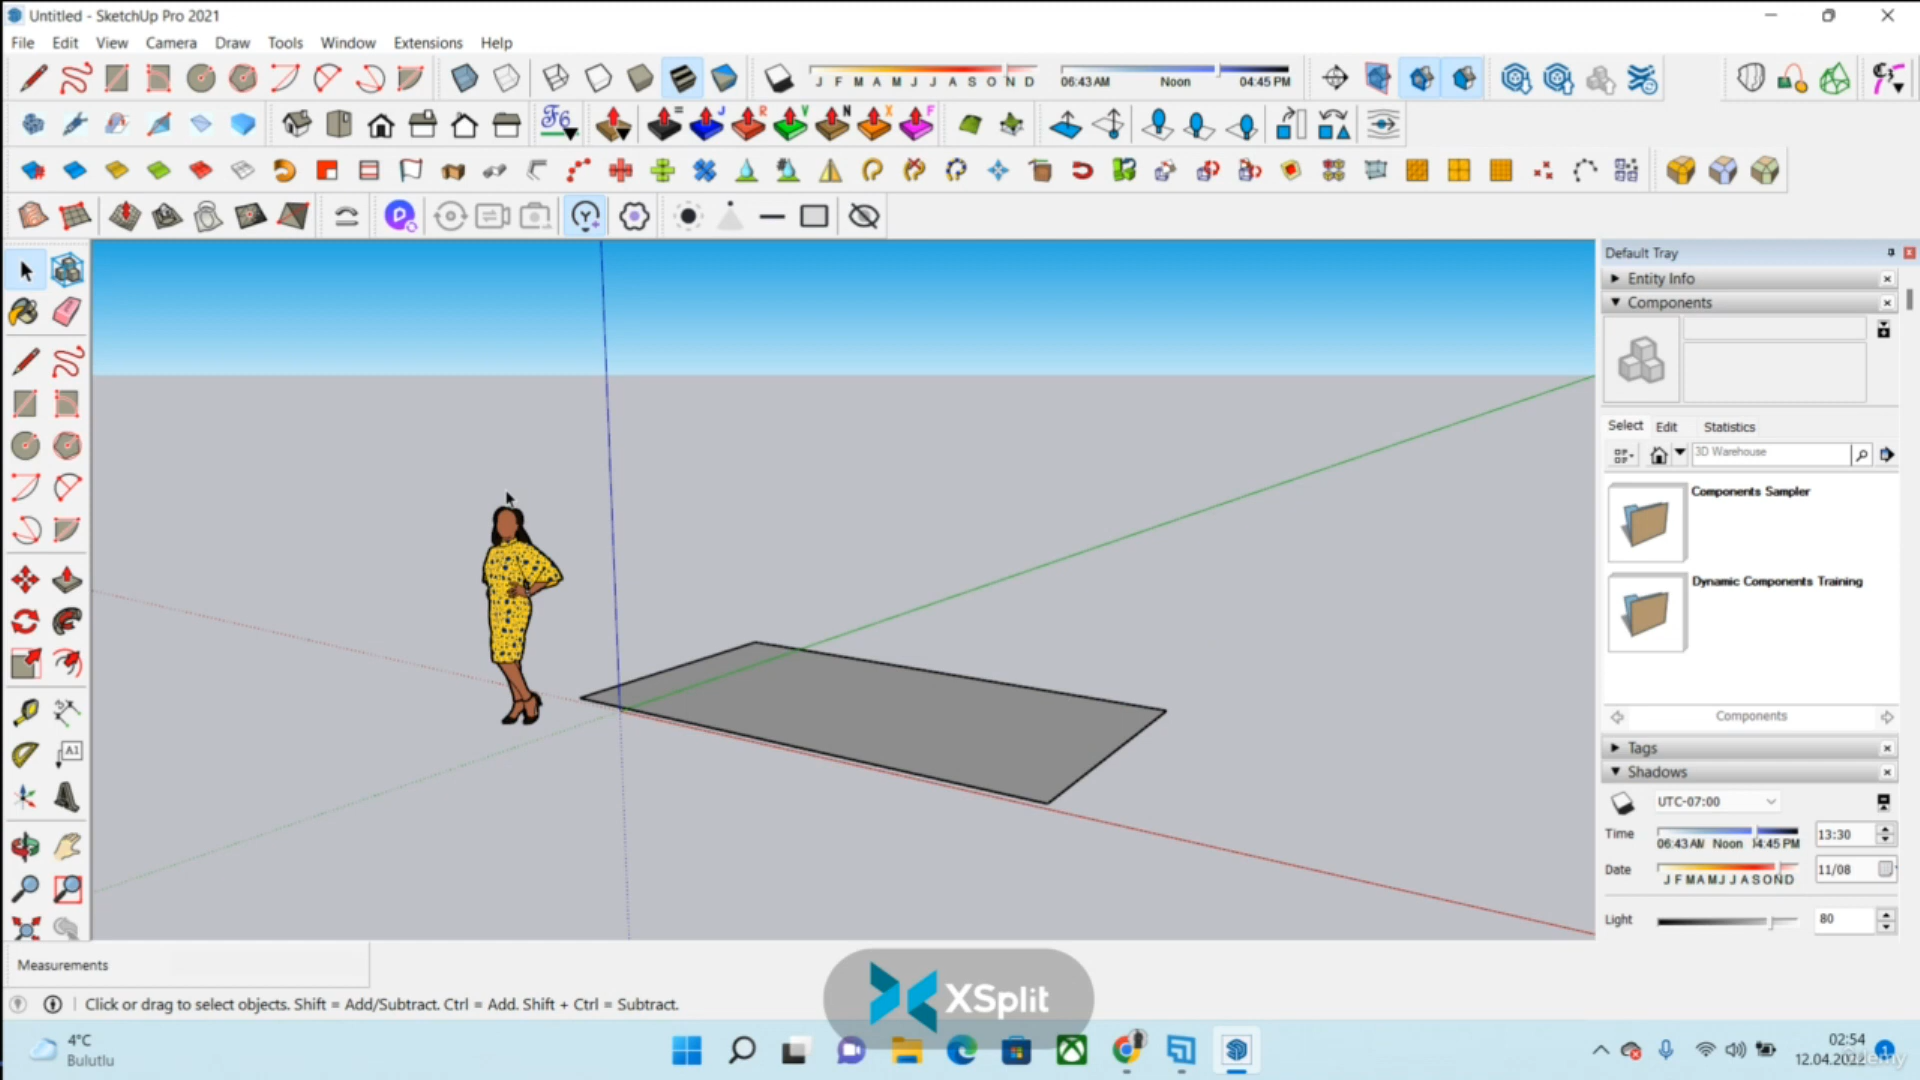 Untitled - SketchUp Pro 2021
File Edit View Camera Draw Tools Window Extensions Help
J F M A M J J A S O N D
06:43 AM Noon 04:45 PM
F6 = J R V N X F
Default Tray
Entity Info
Components
Select Edit Statistics
3D Warehouse
Components Sampler
Dynamic Components Training
Components
Tags
Shadows
UTC-07:00
Time 06:43 AM Noon 04:45 PM 13:30
Date J F M A M J J A S O N D 11/08
Light 80
A1
Measurements
Click or drag to select objects. Shift = Add/Subtract. Ctrl = Add. Shift + Ctrl = Subtract.
XSplit
4°C
Bulutlu
02:54
12.04.2022